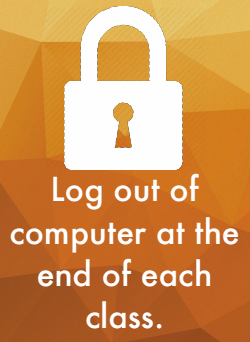 Log out of
computer at the
end of each
class.